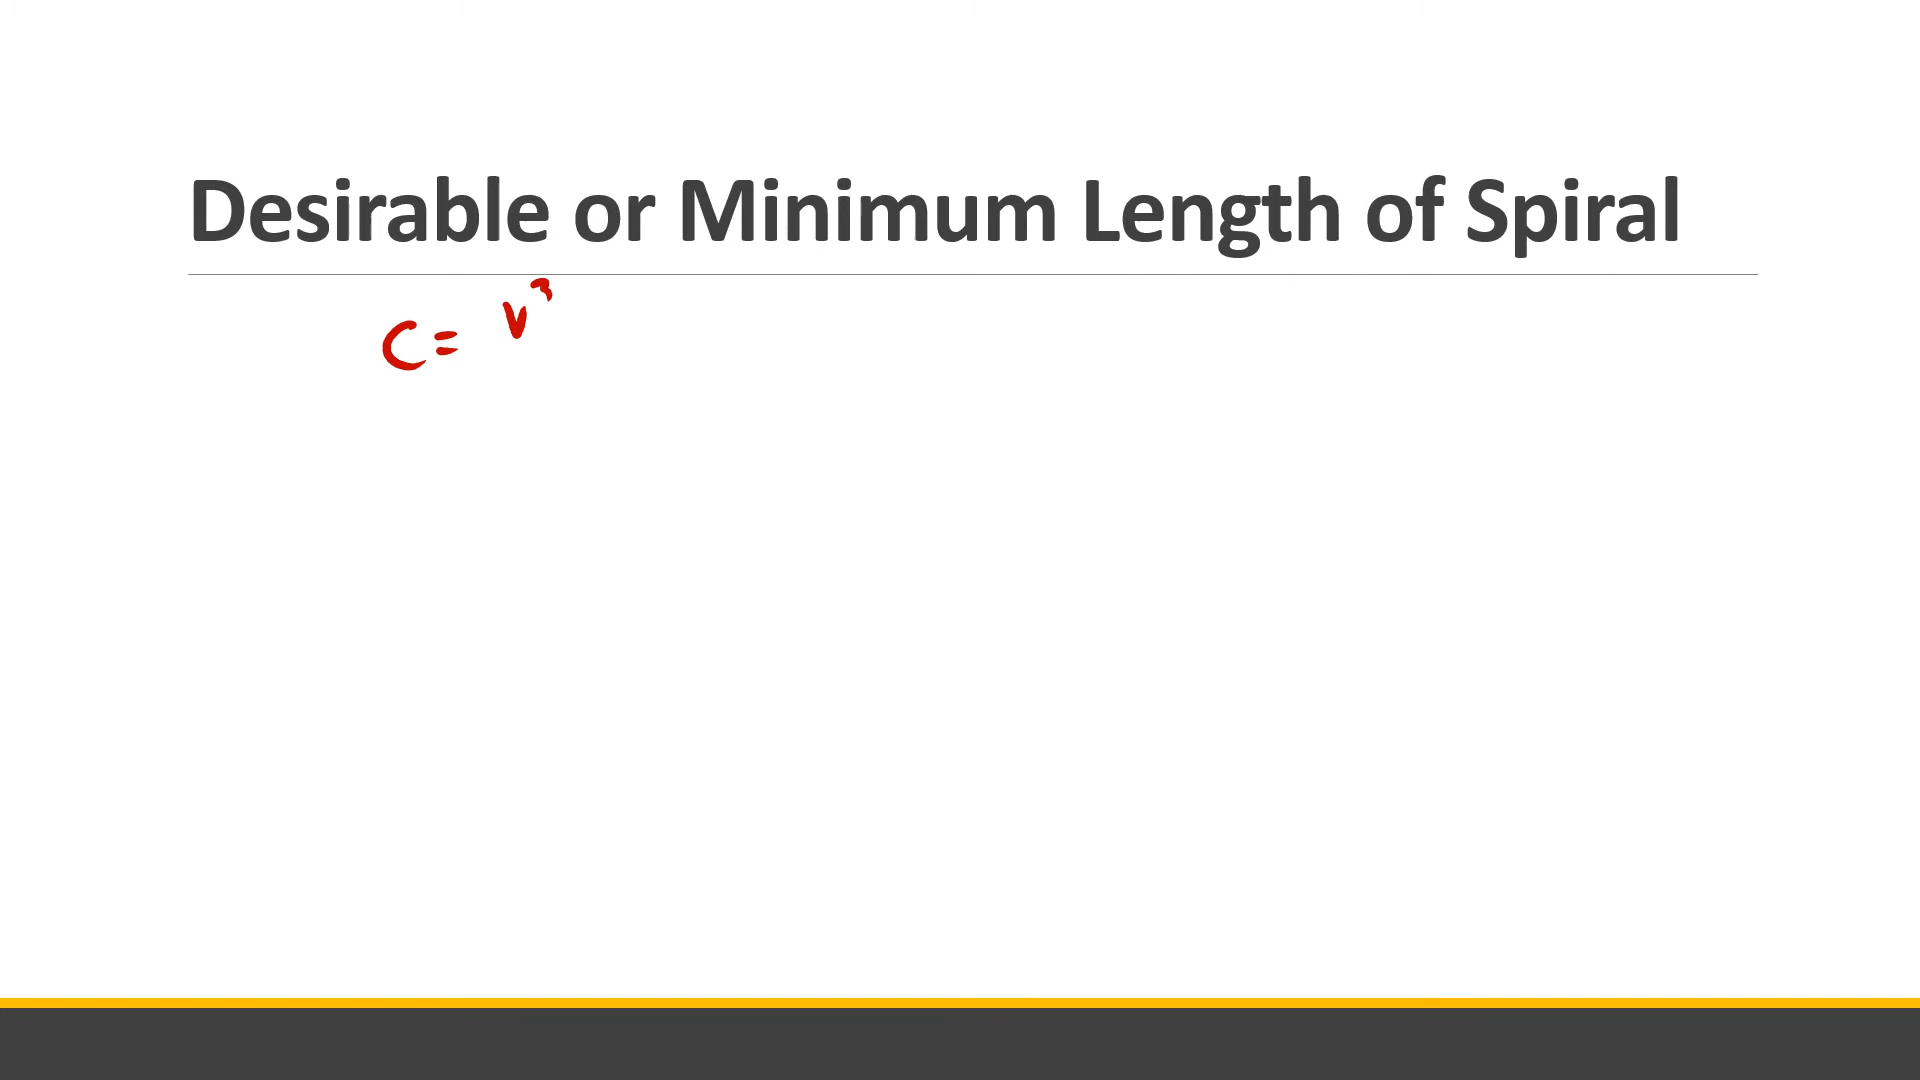 Desirable or Minimum Length of Spiral
C = v³